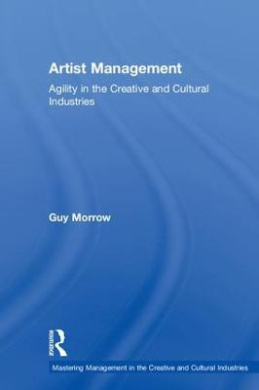 Artist Management
Agility in the Creative and Cultural
Industries
Guy Morrow
ROUTLEDGE
Mastering Management in the Creative and Cultural Industries